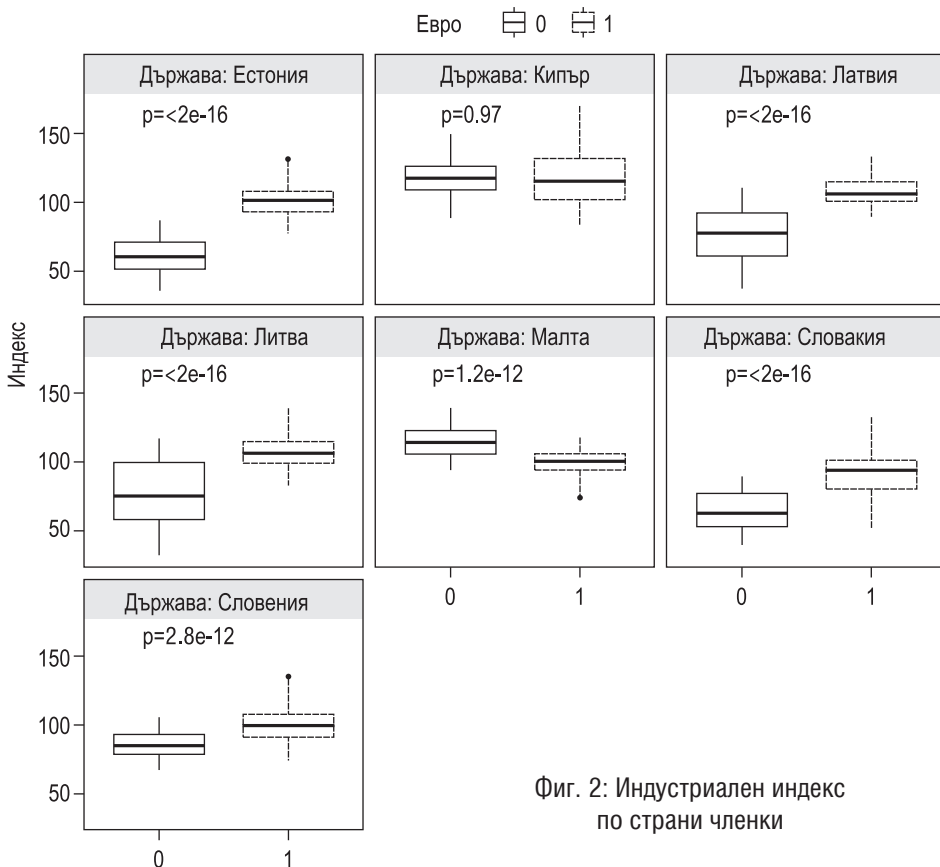 Евро 0 1
Държава: Естония
Държава: Кипър
Държава: Латвия
p=<2e-16
p=0.97
p=<2e-16
150
100
50
Индекс
Държава: Литва
Държава: Малта
Държава: Словакия
p=<2e-16
p=1.2e-12
p=<2e-16
150
100
50
0 1
0 1
Държава: Словения
p=2.8e-12
150
100
50
0 1
Фиг. 2: Индустриален индекс
по страни членки